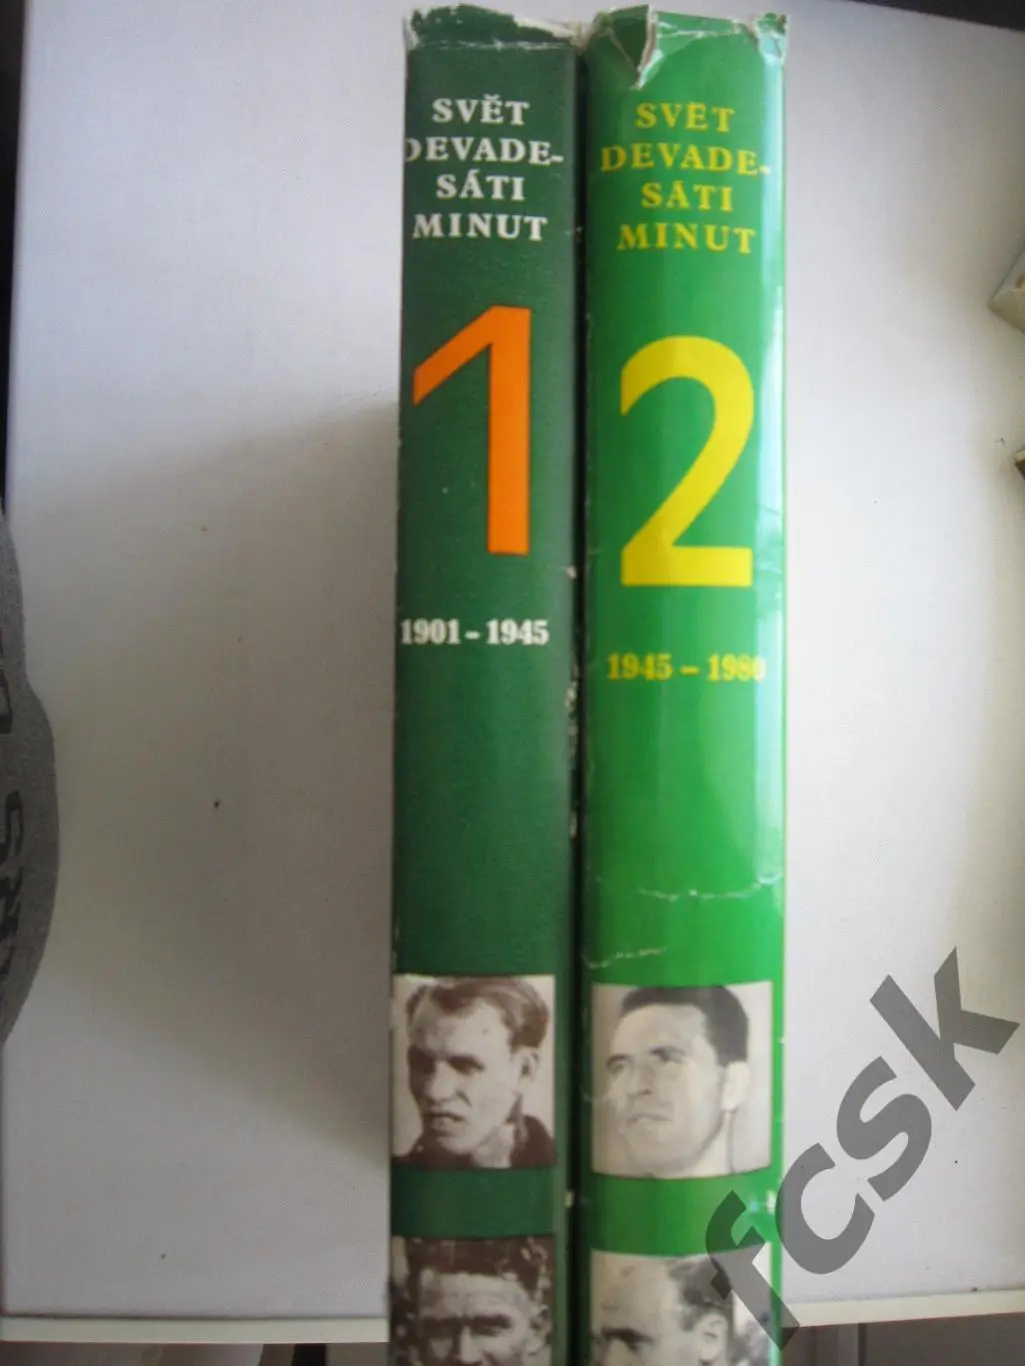 SVĚT
DEVADE-
SÁTI
MINUT
1
1901 – 1945
SVĚT
DEVADE-
SÁTI
MINUT
2
1945 – 1980
fcsk